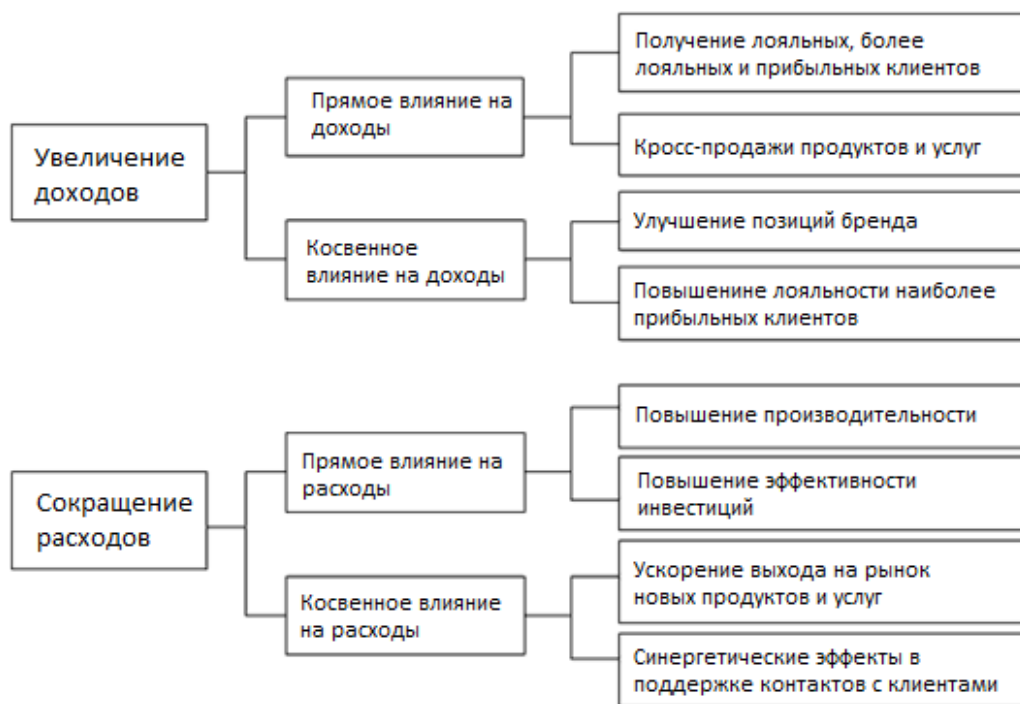 Увеличение
доходов
Прямое влияние на
доходы
Получение лояльных, более
лояльных и прибыльных клиентов
Кросс-продажи продуктов и услуг
Косвенное
влияние на доходы
Улучшение позиций бренда
Повышенине лояльности наиболее
прибыльных клиентов
Сокращение
расходов
Прямое влияние на
расходы
Повышение производительности
Повышение эффективности
инвестиций
Косвенное влияние
на расходы
Ускорение выхода на рынок
новых продуктов и услуг
Синергетические эффекты в
поддержке контактов с клиентами